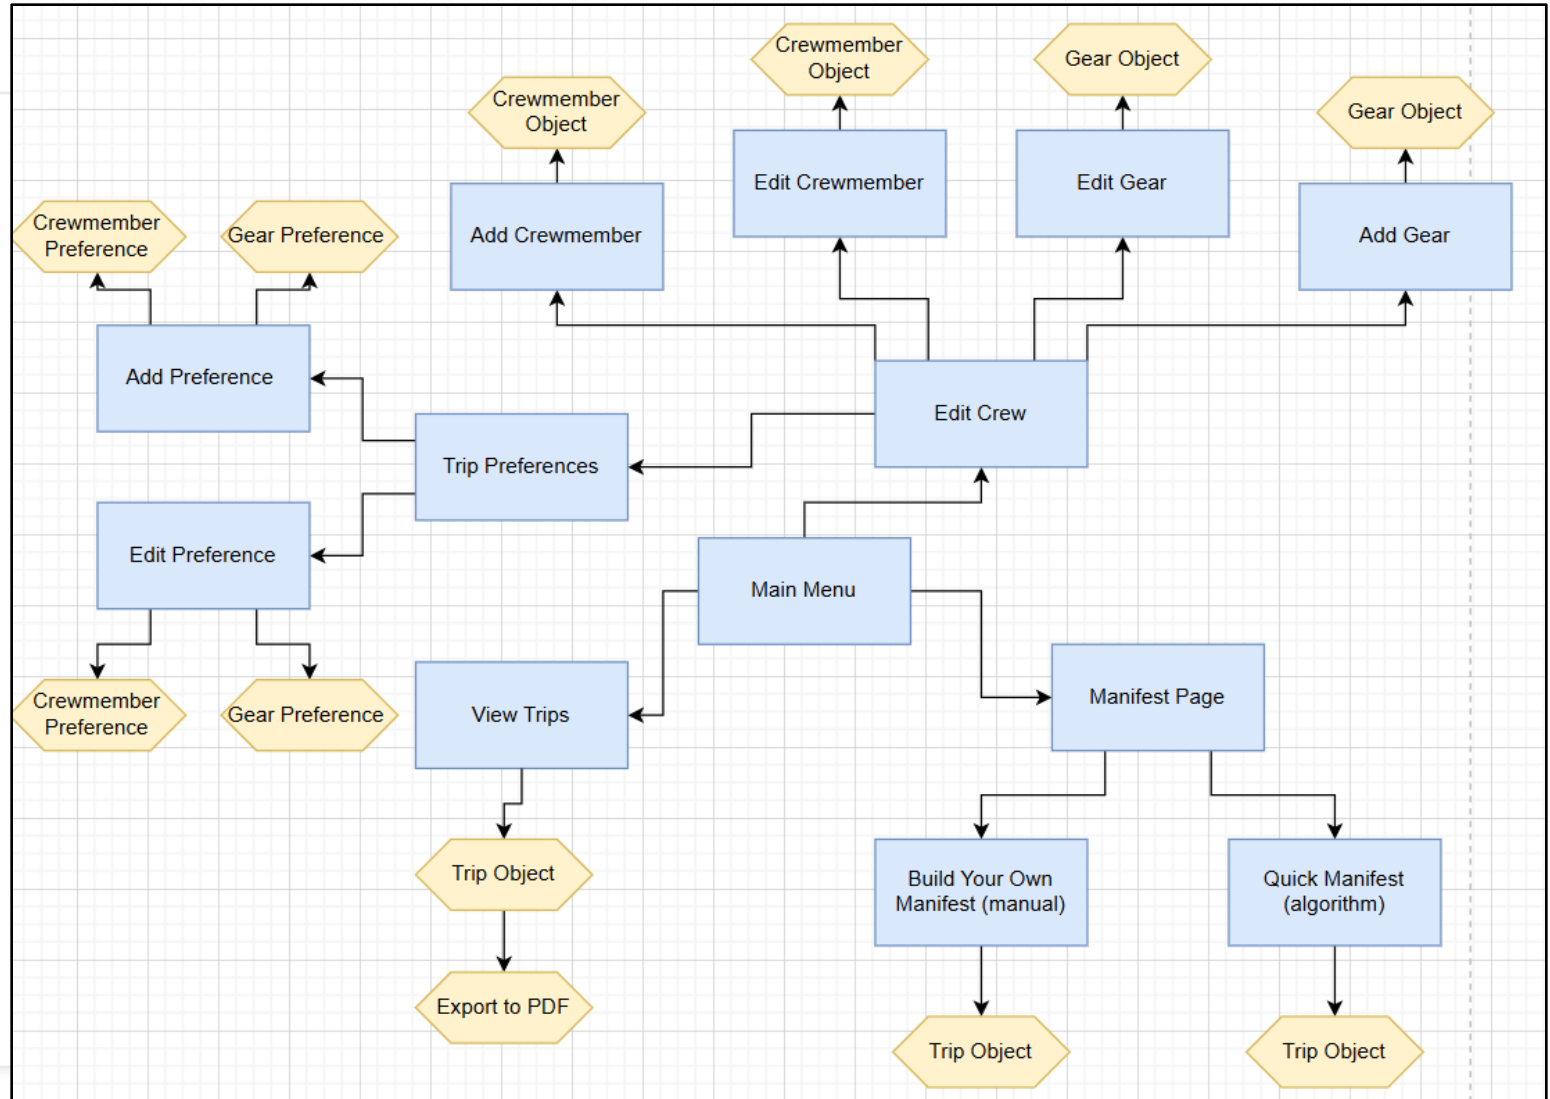 Crewmember
Object
Gear Object
Crewmember
Object
Gear Object
Edit Crewmember
Edit Gear
Crewmember
Preference
Gear Preference
Add Crewmember
Add Gear
Add Preference
Edit Crew
Trip Preferences
Edit Preference
Main Menu
Crewmember
Preference
Gear Preference
View Trips
Manifest Page
Trip Object
Build Your Own
Manifest (manual)
Quick Manifest
(algorithm)
Export to PDF
Trip Object
Trip Object